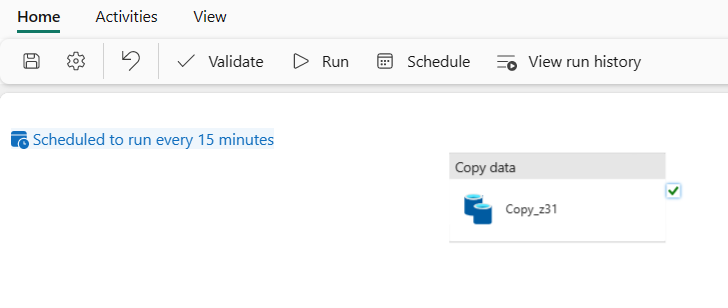 Home Activities View
Validate Run Schedule View run history
Scheduled to run every 15 minutes
Copy data
Copy_z31